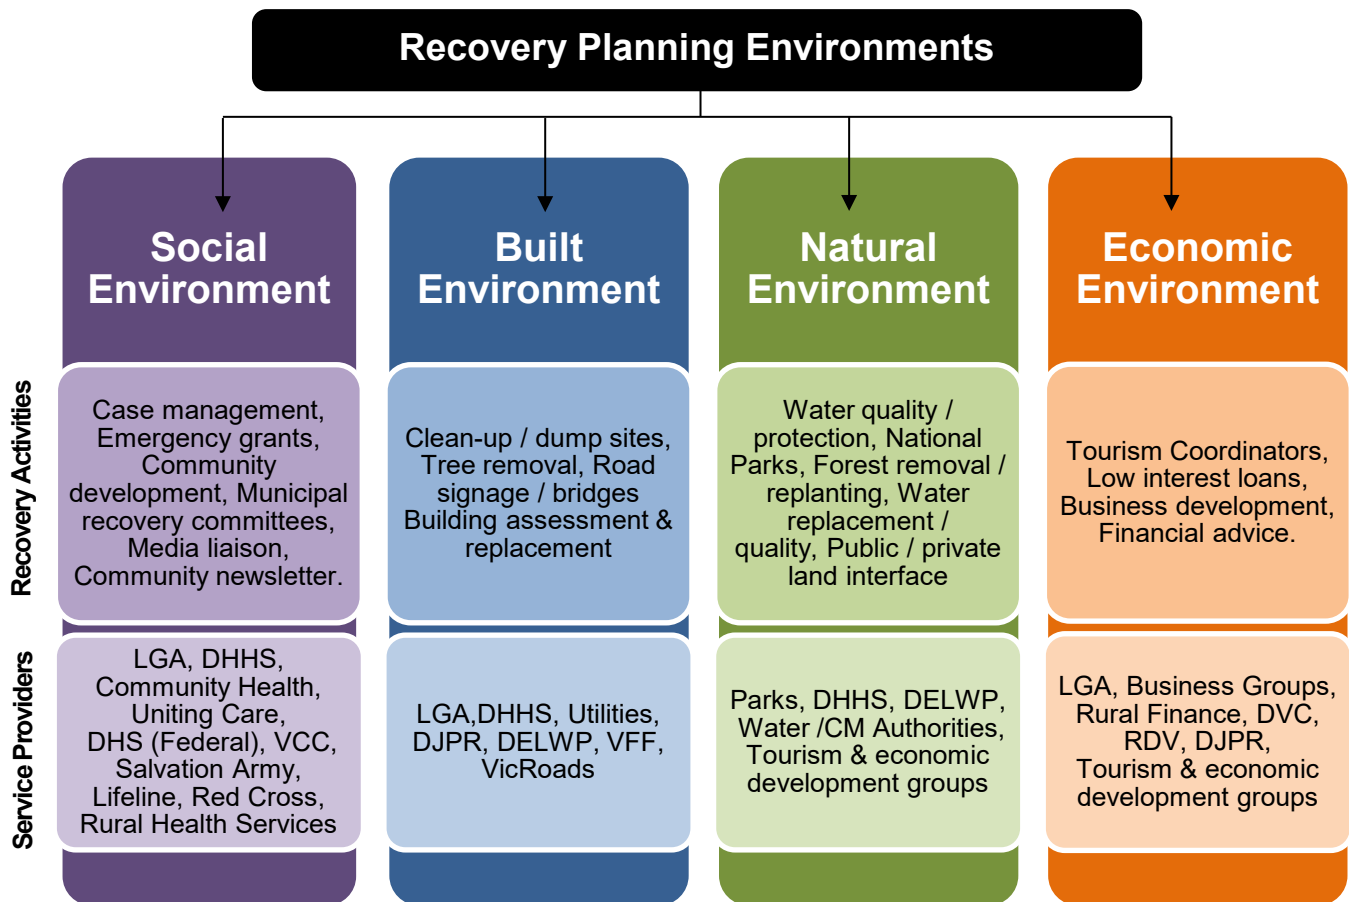 Recovery Planning Environments
Social
Environment
Built
Environment
Natural
Environment
Economic
Environment
Recovery Activities
Case management,
Emergency grants,
Community
development, Municipal
recovery committees,
Media liaison,
Community newsletter.
Clean-up / dump sites,
Tree removal, Road
signage / bridges
Building assessment &
replacement
Water quality /
protection, National
Parks, Forest removal /
replanting, Water
replacement /
quality, Public / private
land interface
Tourism Coordinators,
Low interest loans,
Business development,
Financial advice.
Service Providers
LGA, DHHS,
Community Health,
Uniting Care,
DHS (Federal), VCC,
Salvation Army,
Lifeline, Red Cross,
Rural Health Services
LGA,DHHS, Utilities,
DJPR, DELWP, VFF,
VicRoads
Parks, DHHS, DELWP,
Water /CM Authorities,
Tourism & economic
development groups
LGA, Business Groups,
Rural Finance, DVC,
RDV, DJPR,
Tourism & economic
development groups